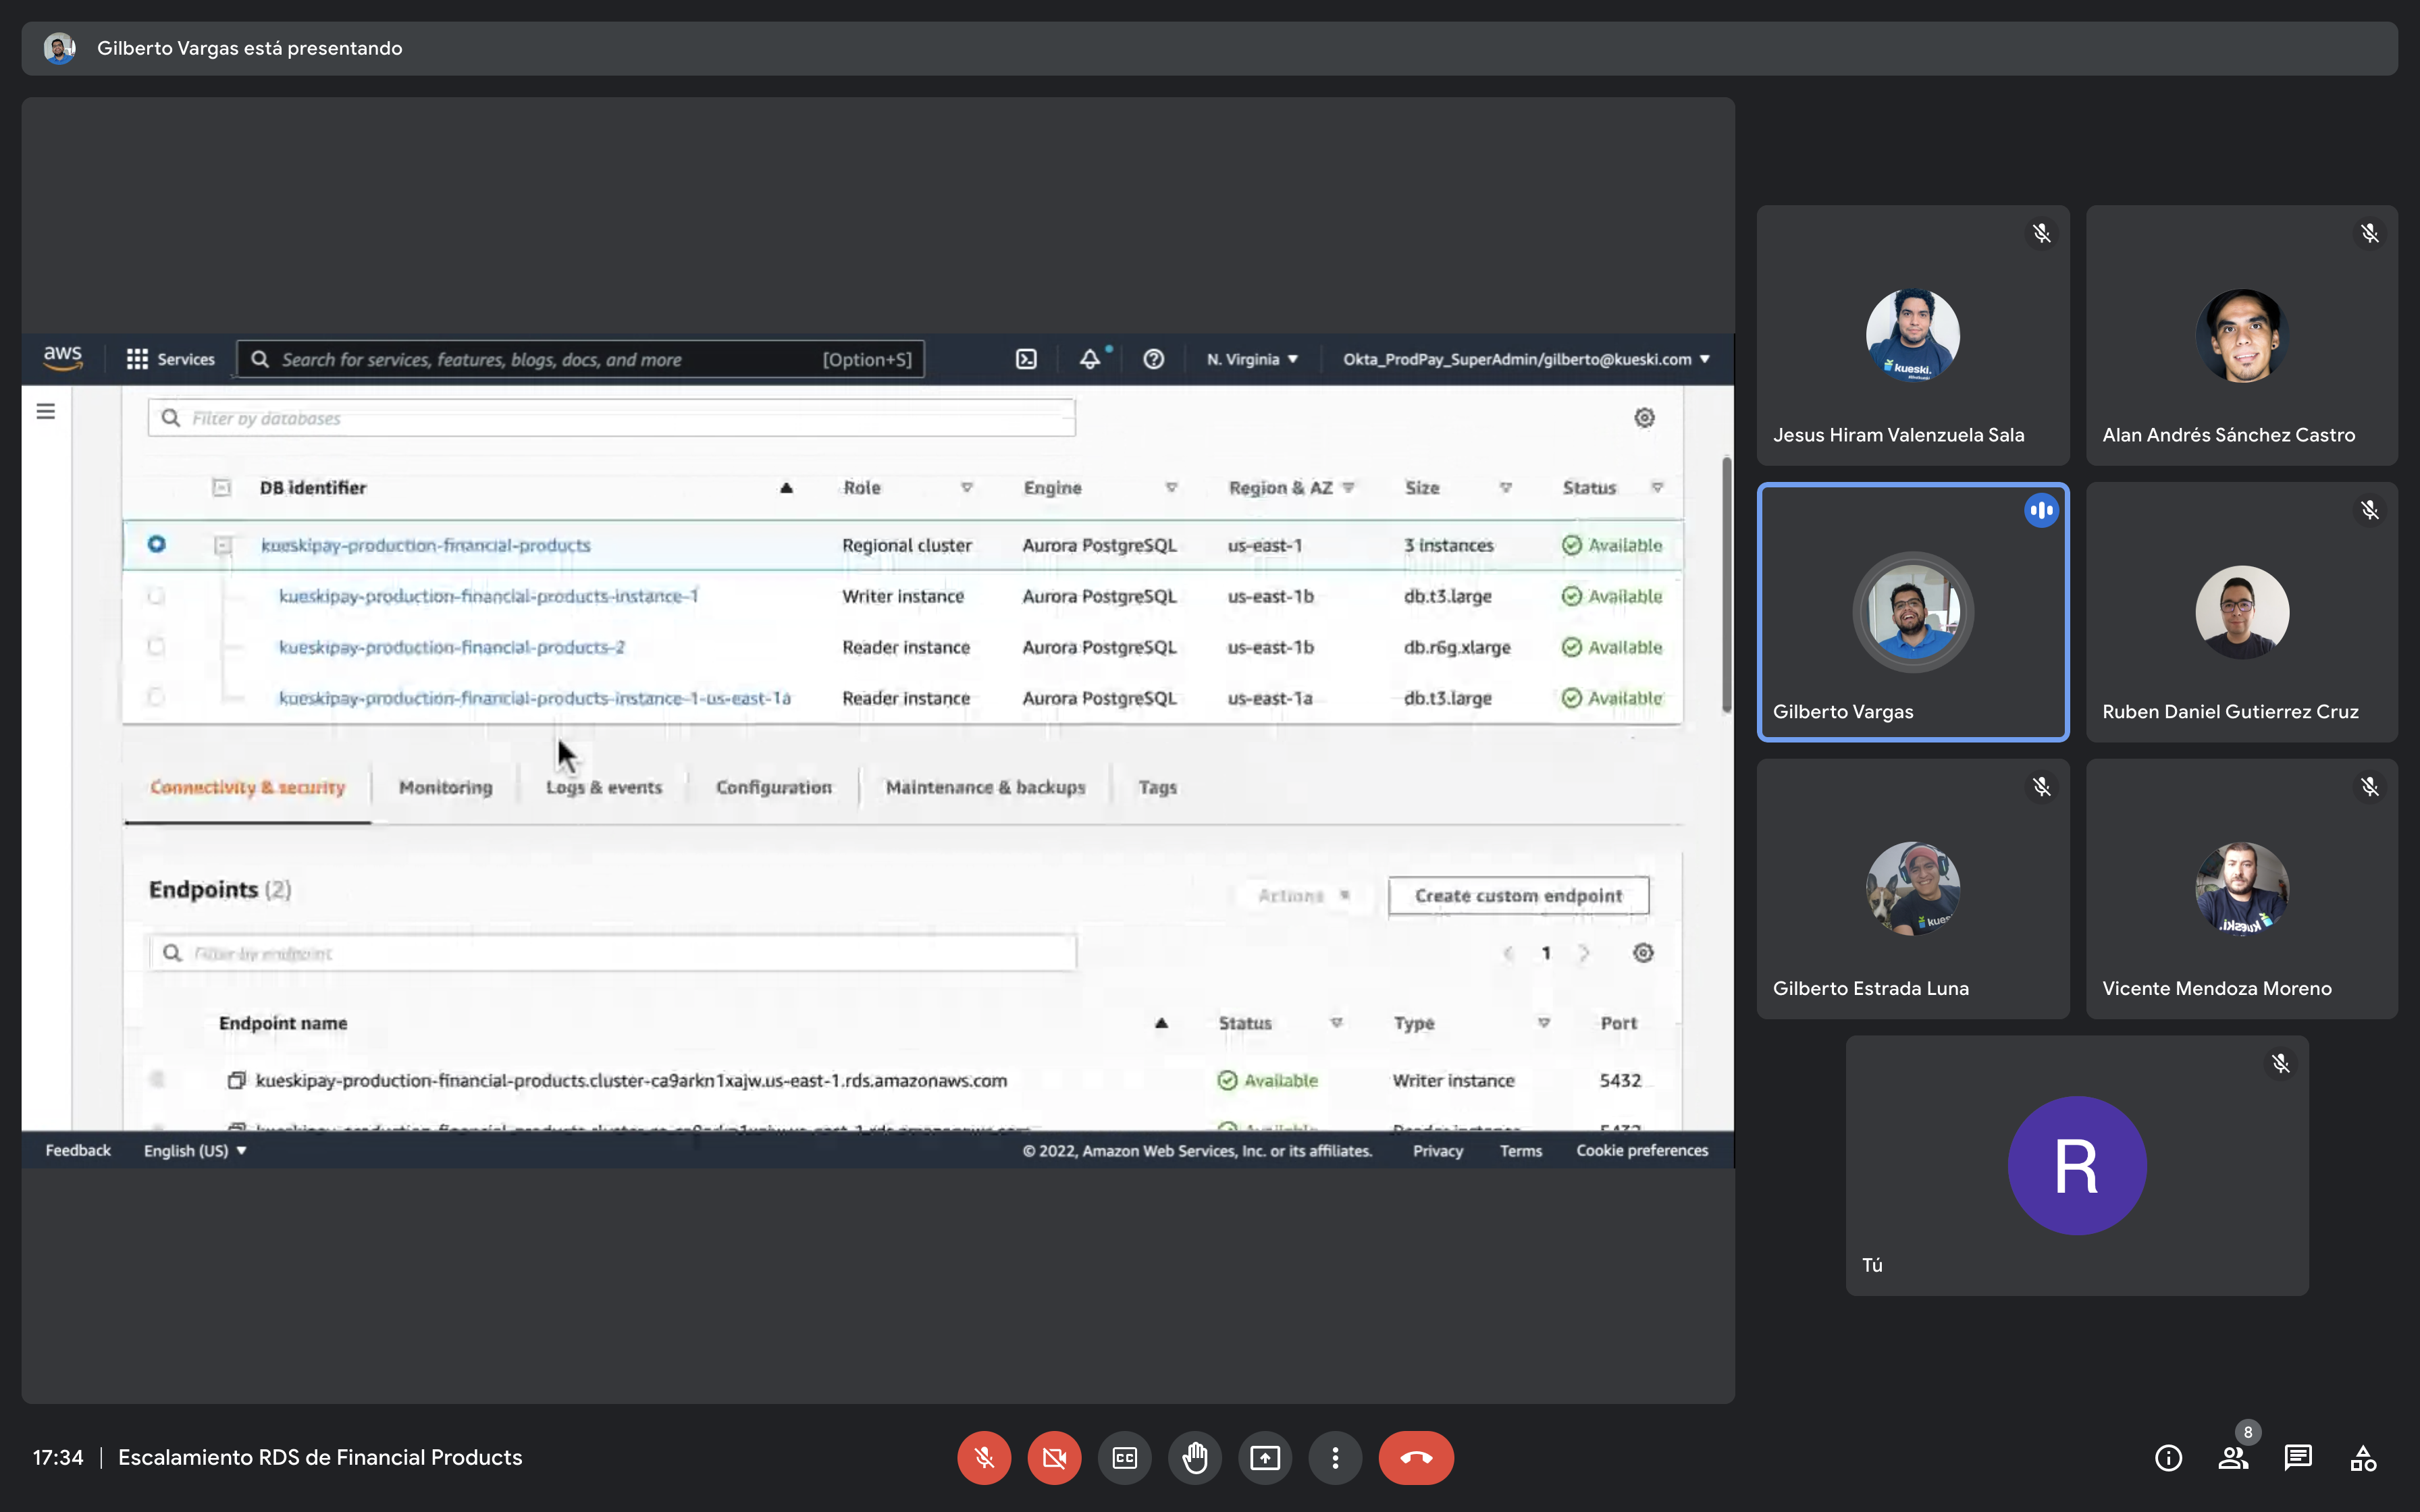 Gilberto Vargas está presentando
aws
Services
Search for services, features, blogs, docs, and more [Option+S]
N. Virginia
Okta_ProdPay_SuperAdmin/gilberto@kueski.com
Filter by databases
DB identifier Role Engine Region & AZ Size Status
kueskipay-production-financial-products Regional cluster Aurora PostgreSQL us-east-1 3 instances Available
kueskipay-production-financial-products-instance-1 Writer instance Aurora PostgreSQL us-east-1b db.t3.large Available
kueskipay-production-financial-products-2 Reader instance Aurora PostgreSQL us-east-1b db.r6g.xlarge Available
kueskipay-production-financial-products-instance-1-us-east-1a Reader instance Aurora PostgreSQL us-east-1a db.t3.large Available
Connectivity & security Monitoring Logs & events Configuration Maintenance & backups Tags
Endpoints (2)
Actions
Create custom endpoint
Filter by endpoint
1
Endpoint name Status Type Port
kueskipay-production-financial-products.cluster-ca9arkn1xajw.us-east-1.rds.amazonaws.com Available Writer instance 5432
Feedback English (US) © 2022, Amazon Web Services, Inc. or its affiliates. Privacy Terms Cookie preferences
kueski.
Jesus Hiram Valenzuela Sala
Alan Andrés Sánchez Castro
Gilberto Vargas
Ruben Daniel Gutierrez Cruz
Gilberto Estrada Luna
Vicente Mendoza Moreno
R
Tú
17:34 | Escalamiento RDS de Financial Products
CC
8